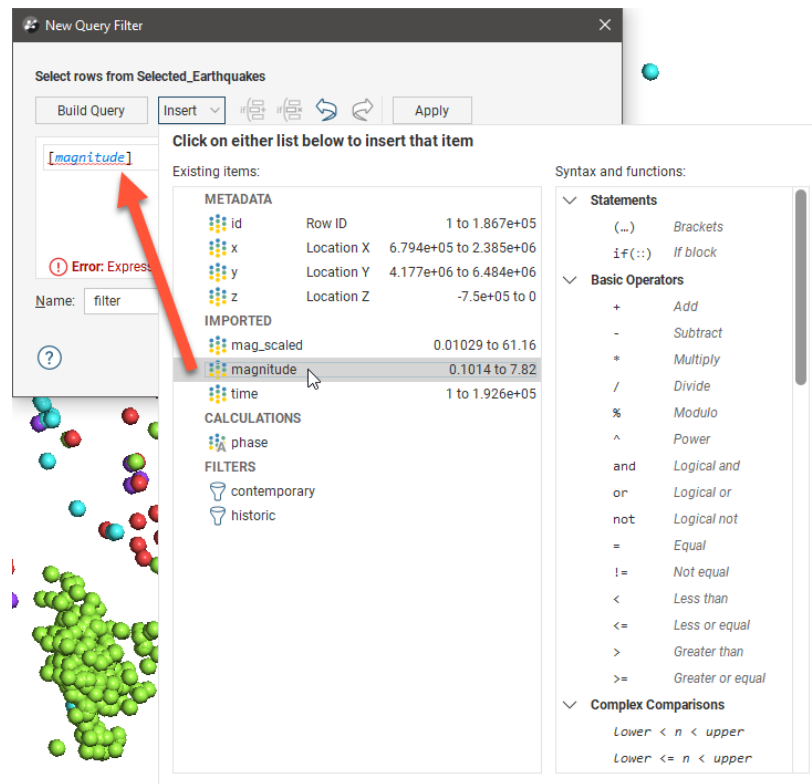 New Query Filter
Select rows from Selected_Earthquakes
Build Query Insert Apply
Click on either list below to insert that item
[magnitude]
Error: Express
Name: filter
Existing items:
METADATA
id Row ID 1 to 1.867e+05
x Location X 6.794e+05 to 2.385e+06
y Location Y 4.177e+06 to 6.484e+06
z Location Z -7.5e+05 to 0
IMPORTED
mag_scaled 0.01029 to 61.16
magnitude 0.1014 to 7.82
time 1 to 1.926e+05
CALCULATIONS
phase
FILTERS
contemporary
historic
Syntax and functions:
Statements
(…) Brackets
if(::) If block
Basic Operators
+ Add
- Subtract
* Multiply
/ Divide
% Modulo
^ Power
and Logical and
or Logical or
not Logical not
= Equal
!= Not equal
< Less than
<= Less or equal
> Greater than
>= Greater or equal
Complex Comparisons
lower < n < upper
lower <= n < upper